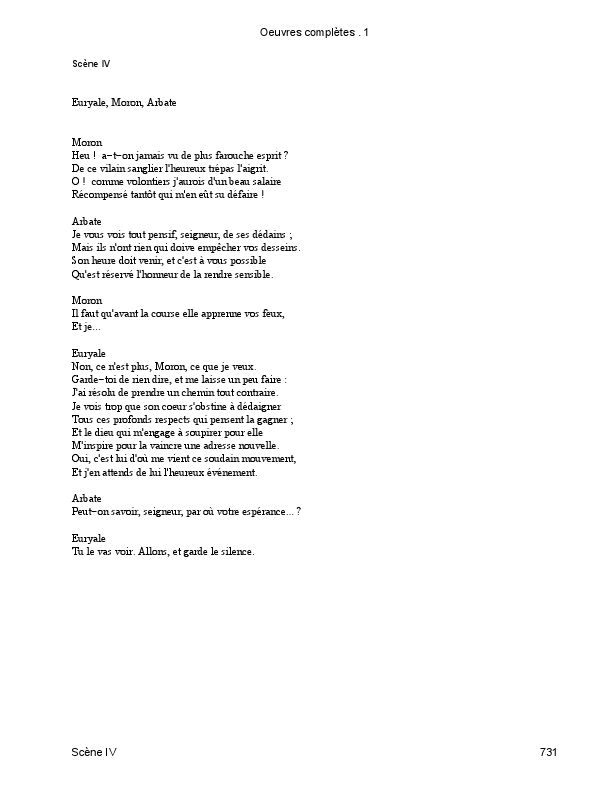 Oeuvres complètes . 1
Scène IV
Euryale, Moron, Arbate
Moron
Heu ! a-t-on jamais vu de plus farouche esprit ?
De ce vilain sanglier l'heureux trépas l'aigrit.
O ! comme volontiers j'aurois d'un beau salaire
Récompensé tantôt qui m'en eût su défaire !
Arbate
Je vous vois tout pensif, seigneur, de ses dédains ;
Mais ils n'ont rien qui doive empêcher vos desseins.
Son heure doit venir, et c'est à vous possible
Qu'est réservé l'honneur de la rendre sensible.
Moron
Il faut qu'avant la course elle apprenne vos feux,
Et je...
Euryale
Non, ce n'est plus, Moron, ce que je veux.
Garde-toi de rien dire, et me laisse un peu faire :
J'ai résolu de prendre un chemin tout contraire.
Je vois trop que son coeur s'obstine à dédaigner
Tous ces profonds respects qui pensent la gagner ;
Et le dieu qui m'engage à soupirer pour elle
M'inspire pour la vaincre une adresse nouvelle.
Oui, c'est lui d'où me vient ce soudain mouvement,
Et j'en attends de lui l'heureux événement.
Arbate
Peut-on savoir, seigneur, par où votre espérance... ?
Euryale
Tu le vas voir. Allons, et garde le silence.
Scène IV
731